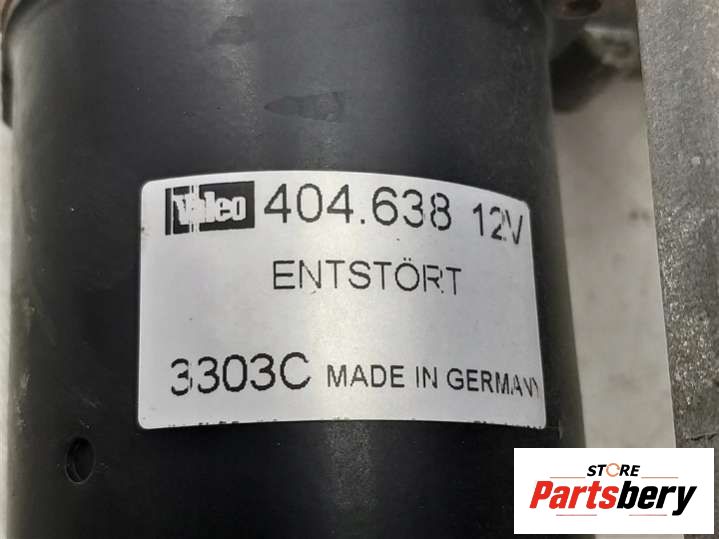 Valeo 404.638 12V
ENTSTÖRT
3303C MADE IN GERMANY
STORE
Partsbery